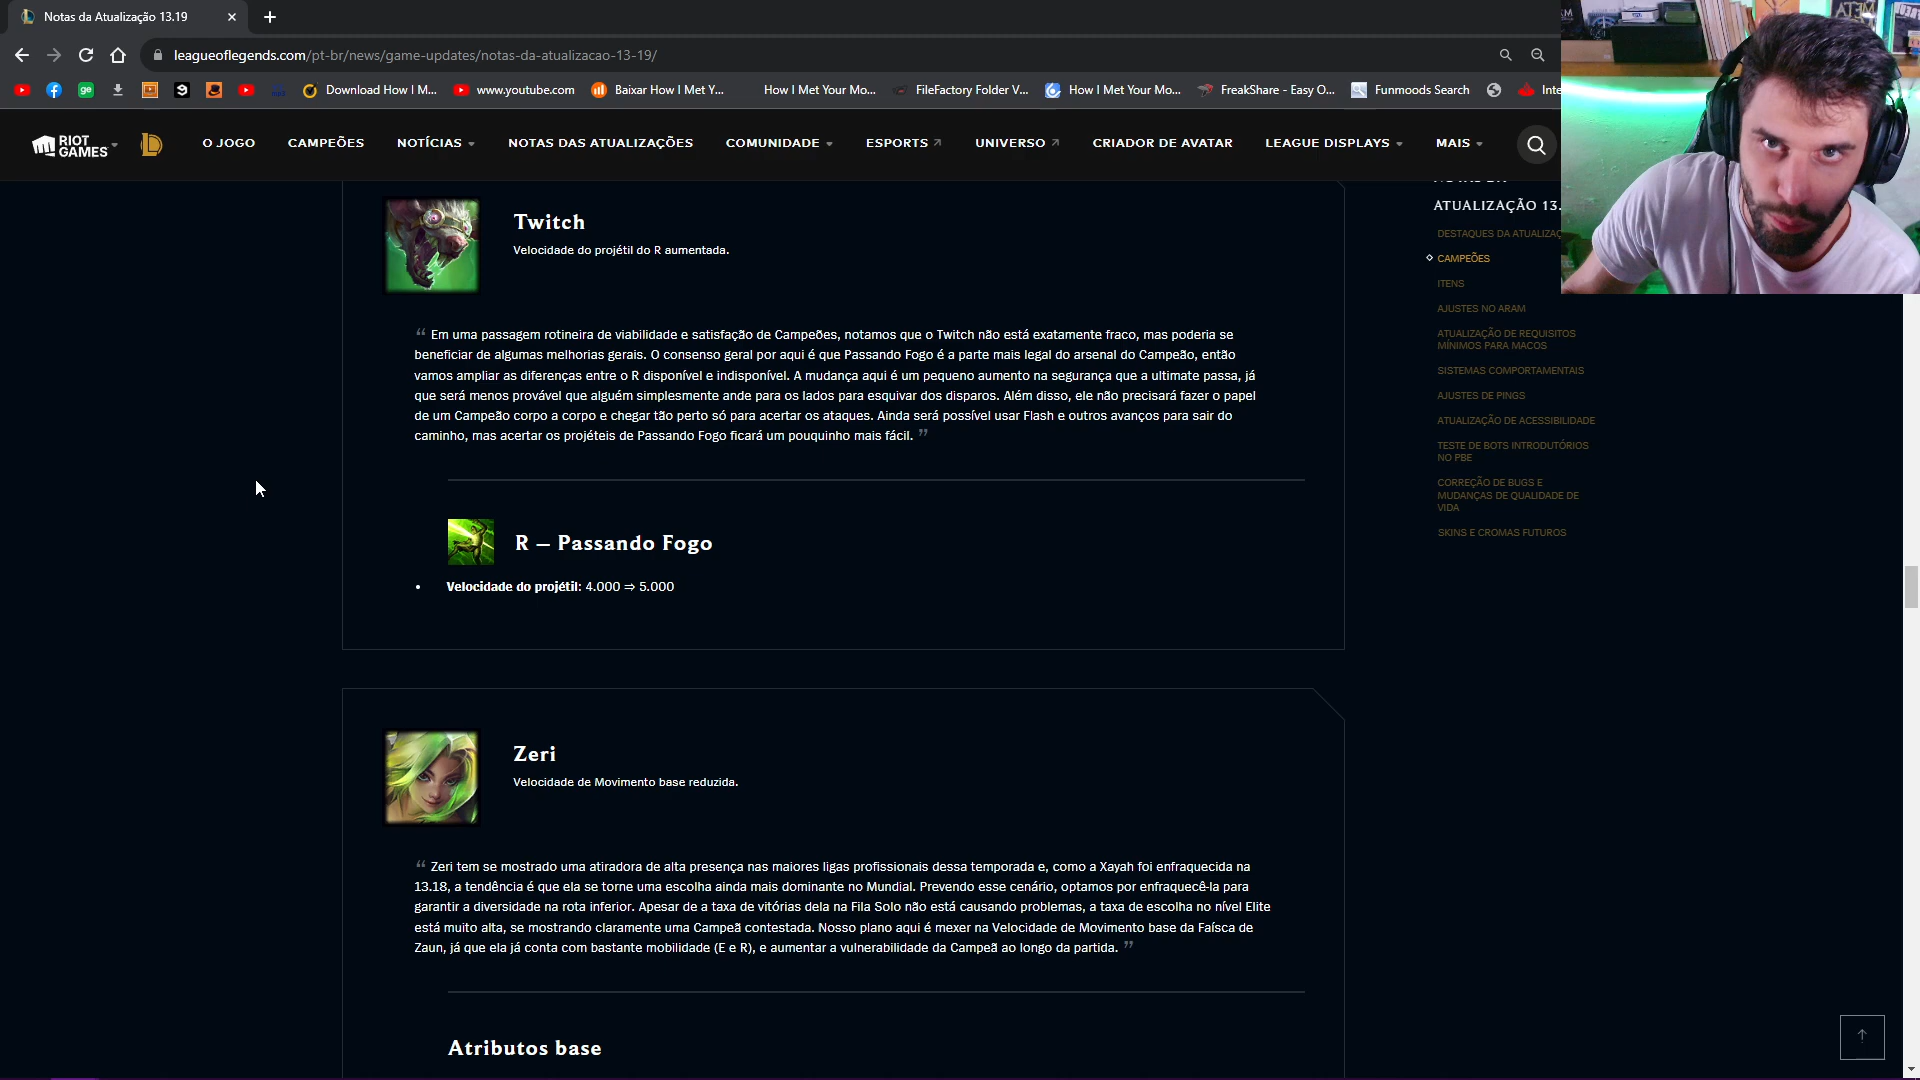 Notas da Atualização 13.19
leagueoflegends.com/pt-br/news/game-updates/notas-da-atualizacao-13-19/
Download How I M...
www.youtube.com
Baixar How I Met Y...
How I Met Your Mo...
FileFactory Folder V...
How I Met Your Mo...
FreakShare - Easy O...
Funmoods Search
Inte
RIOT GAMES
O JOGO
CAMPEÕES
NOTÍCIAS
NOTAS DAS ATUALIZAÇÕES
COMUNIDADE
ESPORTS
UNIVERSO
CRIADOR DE AVATAR
LEAGUE DISPLAYS
MAIS
Twitch
Velocidade do projétil do R aumentada.
“ Em uma passagem rotineira de viabilidade e satisfação de Campeões, notamos que o Twitch não está exatamente fraco, mas poderia se
beneficiar de algumas melhorias gerais. O consenso geral por aqui é que Passando Fogo é a parte mais legal do arsenal do Campeão, então
vamos ampliar as diferenças entre o R disponível e indisponível. A mudança aqui é um pequeno aumento na segurança que a ultimate passa, já
que será menos provável que alguém simplesmente ande para os lados para esquivar dos disparos. Além disso, ele não precisará fazer o papel
de um Campeão corpo a corpo e chegar tão perto só para acertar os ataques. Ainda será possível usar Flash e outros avanços para sair do
caminho, mas acertar os projéteis de Passando Fogo ficará um pouquinho mais fácil. ”
R – Passando Fogo
• Velocidade do projétil: 4.000 ⇒ 5.000
Zeri
Velocidade de Movimento base reduzida.
“ Zeri tem se mostrado uma atiradora de alta presença nas maiores ligas profissionais dessa temporada e, como a Xayah foi enfraquecida na
13.18, a tendência é que ela se torne uma escolha ainda mais dominante no Mundial. Prevendo esse cenário, optamos por enfraquecê-la para
garantir a diversidade na rota inferior. Apesar de a taxa de vitórias dela na Fila Solo não está causando problemas, a taxa de escolha no nível Elite
está muito alta, se mostrando claramente uma Campeã contestada. Nosso plano aqui é mexer na Velocidade de Movimento base da Faísca de
Zaun, já que ela já conta com bastante mobilidade (E e R), e aumentar a vulnerabilidade da Campeã ao longo da partida. ”
Atributos base
ATUALIZAÇÃO 13.
DESTAQUES DA ATUALIZAÇ
CAMPEÕES
ITENS
AJUSTES NO ARAM
ATUALIZAÇÃO DE REQUISITOS
MÍNIMOS PARA MACOS
SISTEMAS COMPORTAMENTAIS
AJUSTES DE PINGS
ATUALIZAÇÃO DE ACESSIBILIDADE
TESTE DE BOTS INTRODUTÓRIOS
NO PBE
CORREÇÃO DE BUGS E
MUDANÇAS DE QUALIDADE DE
VIDA
SKINS E CROMAS FUTUROS